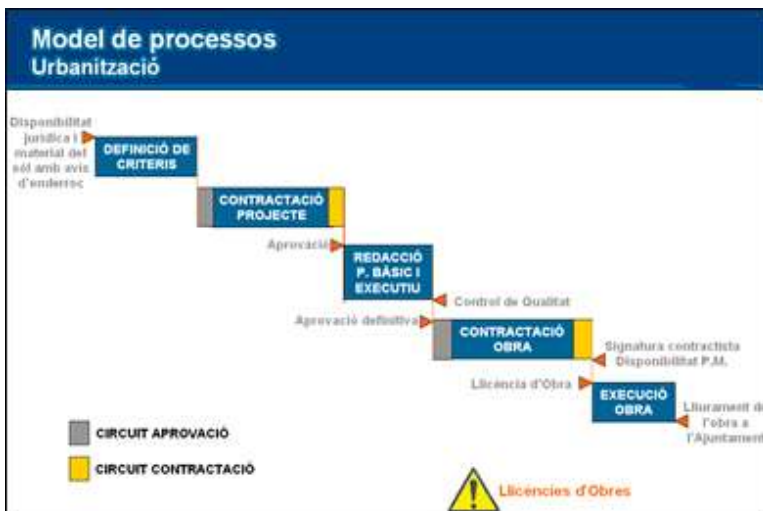 Model de processos
Urbanització
Disponibilitat
jurídica i
material del
sòl amb avís
d'enderroc
DEFINICIÓ DE
CRITERIS
CONTRACTACIÓ
PROJECTE
Aprovació
REDACCIÓ
P. BÀSIC I
EXECUTIU
Control de Qualitat
Aprovació definitiva
CONTRACTACIÓ
OBRA
Signatura contractista
Disponibilitat P.M.
Llicència d'Obra
EXECUCIÓ
OBRA
Lliurament de
l'obra a
l'Ajuntament
CIRCUIT APROVACIÓ
CIRCUIT CONTRACTACIÓ
Llicències d'Obres